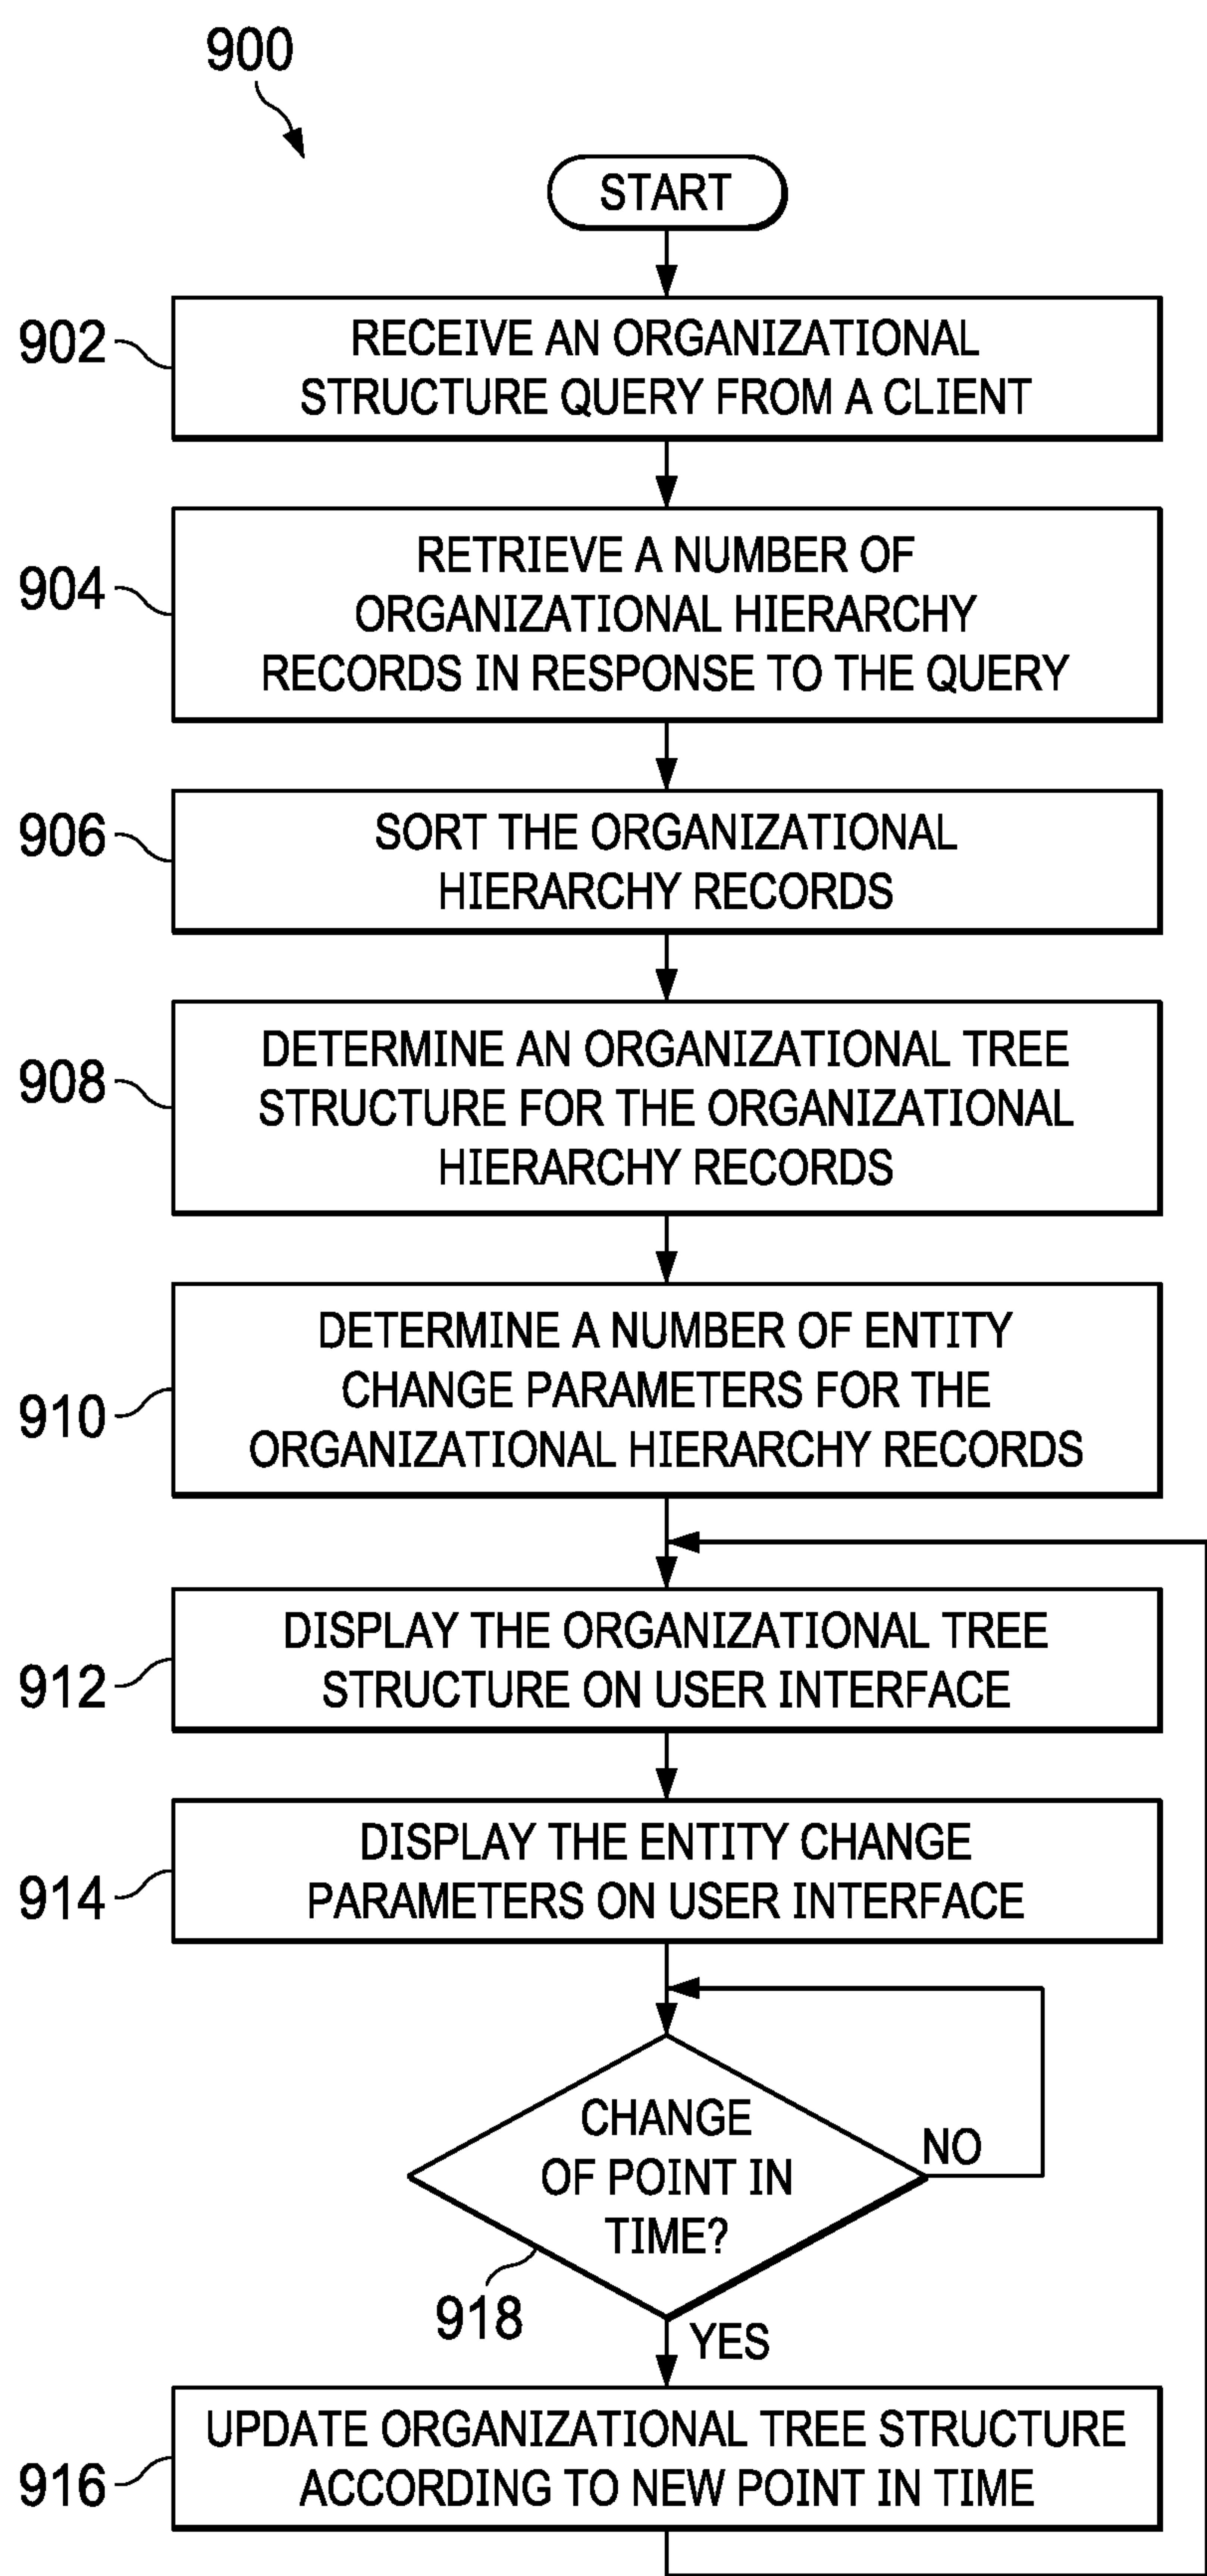 900
START
902
RECEIVE AN ORGANIZATIONAL
STRUCTURE QUERY FROM A CLIENT
904
RETRIEVE A NUMBER OF
ORGANIZATIONAL HIERARCHY
RECORDS IN RESPONSE TO THE QUERY
906
SORT THE ORGANIZATIONAL
HIERARCHY RECORDS
908
DETERMINE AN ORGANIZATIONAL TREE
STRUCTURE FOR THE ORGANIZATIONAL
HIERARCHY RECORDS
910
DETERMINE A NUMBER OF ENTITY
CHANGE PARAMETERS FOR THE
ORGANIZATIONAL HIERARCHY RECORDS
912
DISPLAY THE ORGANIZATIONAL TREE
STRUCTURE ON USER INTERFACE
914
DISPLAY THE ENTITY CHANGE
PARAMETERS ON USER INTERFACE
CHANGE
OF POINT IN
TIME?
NO
918
YES
916
UPDATE ORGANIZATIONAL TREE STRUCTURE
ACCORDING TO NEW POINT IN TIME